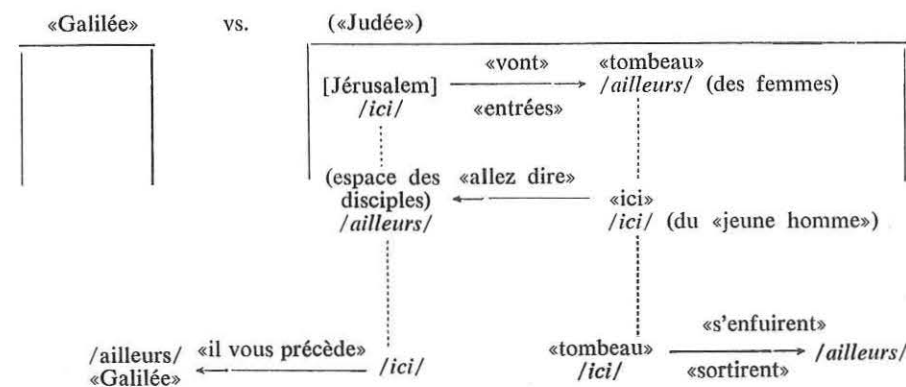 «Galilée» vs. («Judée»)
«vont» «tombeau»
[Jérusalem] /ailleurs/ (des femmes)
/ici/ «entrées»
(espace des «allez dire»
disciples) «ici»
/ailleurs/ /ici/ (du «jeune homme»)
«s'enfuirent»
/ailleurs/ «il vous précède» /ici/ «tombeau» /ailleurs/
«Galilée» /ici/ «sortirent»